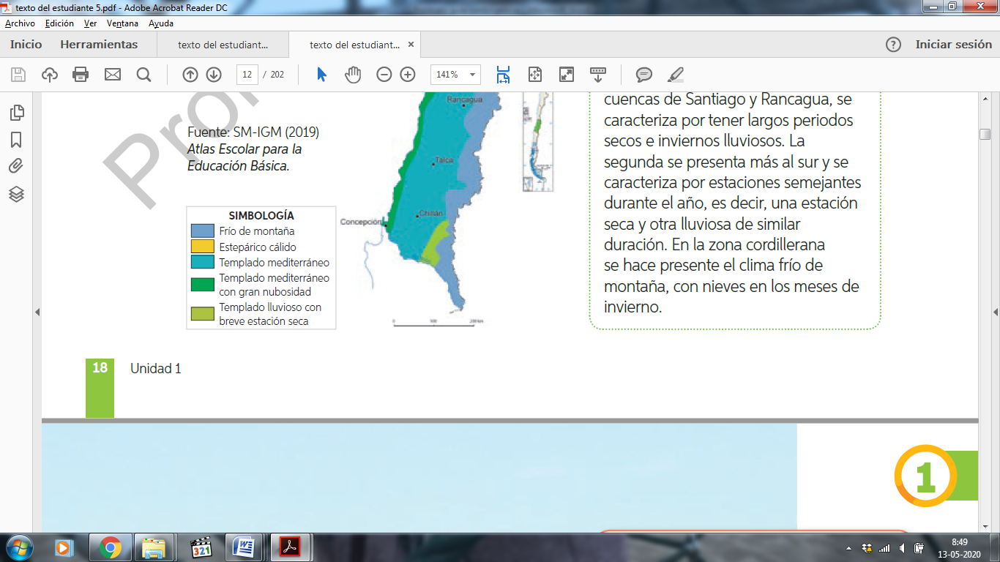 texto del estudiante 5.pdf - Adobe Acrobat Reader DC
Archivo Edición Ver Ventana Ayuda
Inicio Herramientas texto del estudiant... texto del estudiant... × ? Iniciar sesión
12 / 202 141%
Fuente: SM-IGM (2019)
Atlas Escolar para la
Educación Básica.
SIMBOLOGÍA
Frío de montaña
Estepárico cálido
Templado mediterráneo
Templado mediterráneo
con gran nubosidad
Templado lluvioso con
breve estación seca
Rancagua
Talca
Chillán
Concepción
0 100 200 km
cuencas de Santiago y Rancagua, se
caracteriza por tener largos periodos
secos e inviernos lluviosos. La
segunda se presenta más al sur y se
caracteriza por estaciones semejantes
durante el año, es decir, una estación
seca y otra lluviosa de similar
duración. En la zona cordillerana
se hace presente el clima frío de
montaña, con nieves en los meses de
invierno.
18 Unidad 1
1
321
8:49
13-05-2020